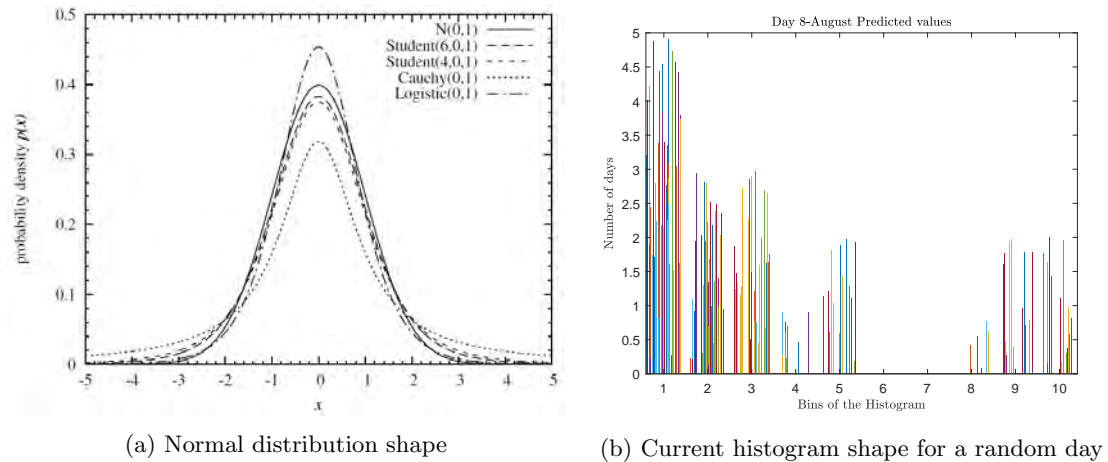 0.5
0.4
0.3
0.2
0.1
0
probability density p(x)
N(0,1)
Student(6,0,1)
Student(4,0,1)
Cauchy(0,1)
Logistic(0,1)
-5 -4 -3 -2 -1 0 1 2 3 4 5
x
(a) Normal distribution shape
Day 8-August Predicted values
5
4.5
4
3.5
3
2.5
2
1.5
1
0.5
0
Number of days
1 2 3 4 5 6 7 8 9 10
Bins of the Histogram
(b) Current histogram shape for a random day